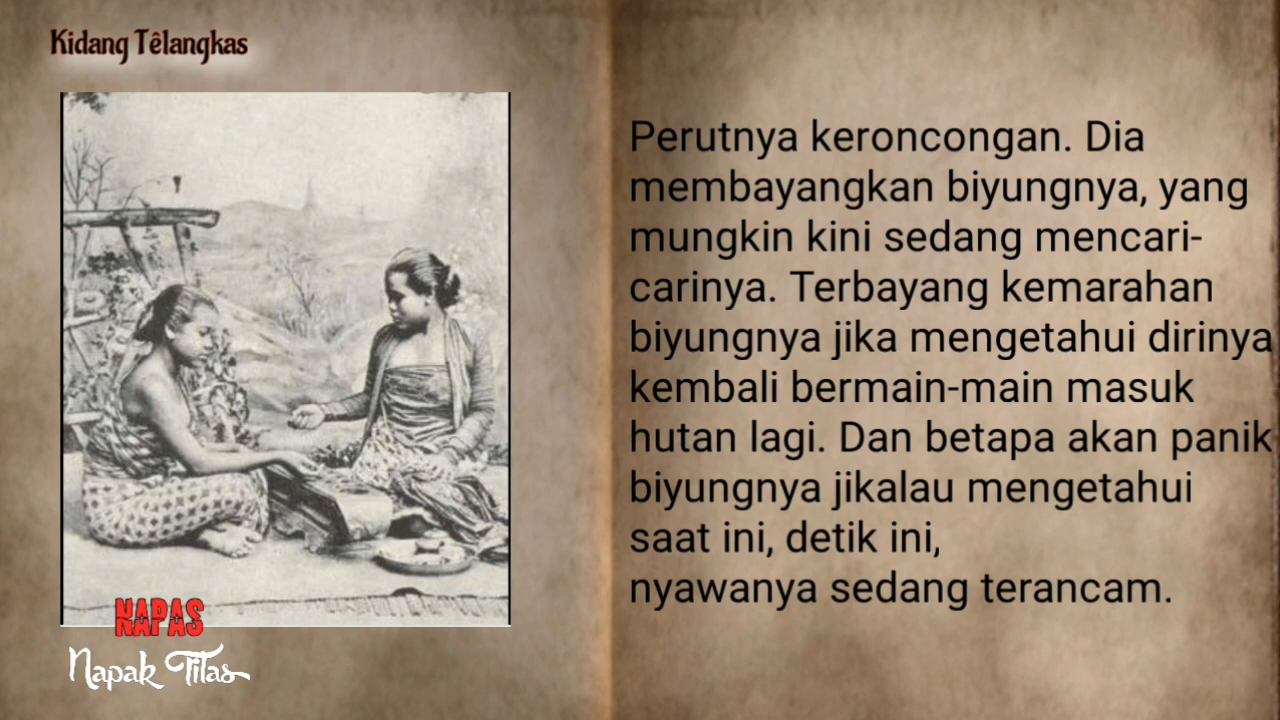 Kidang Têlangkas
Perutnya keroncongan. Dia
membayangkan biyungnya, yang
mungkin kini sedang mencari-
carinya. Terbayang kemarahan
biyungnya jika mengetahui dirinya
kembali bermain-main masuk
hutan lagi. Dan betapa akan panik
biyungnya jikalau mengetahui
saat ini, detik ini,
nyawanya sedang terancam.
NAPAS
Napak Tilas